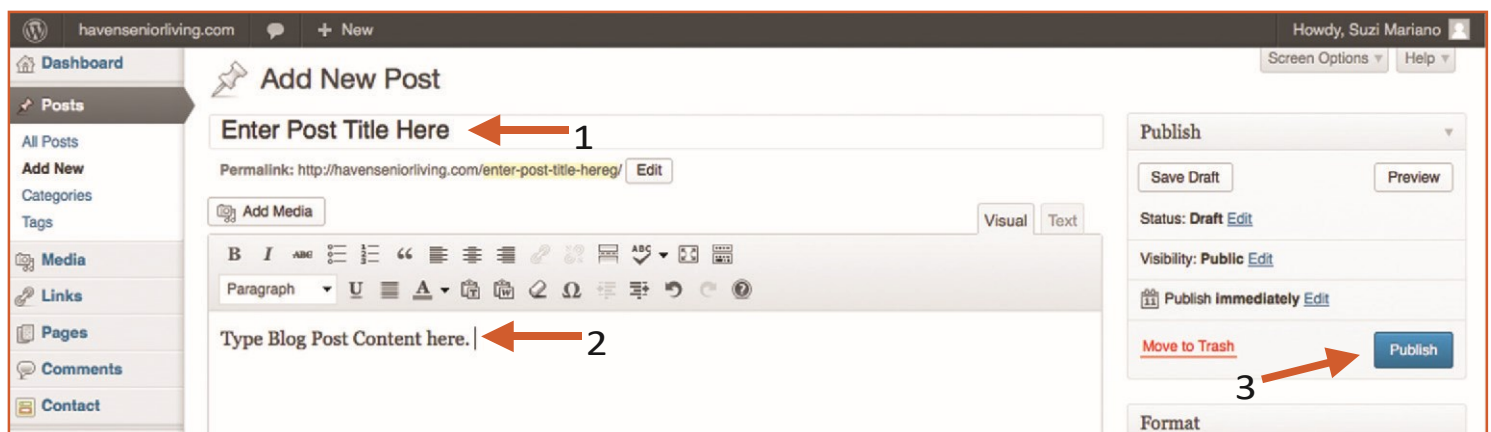 havenseniorliving.com + New Howdy, Suzi Mariano
Screen Options Help
Dashboard
Posts
All Posts
Add New
Categories
Tags
Media
Links
Pages
Comments
Contact
Add New Post
Enter Post Title Here 1
Permalink: http://havenseniorliving.com/enter-post-title-hereg/ Edit
Add Media
Visual Text
B I ABC ABC
Paragraph U A T W Ω
Type Blog Post Content here. 2
Publish
Save Draft Preview
Status: Draft Edit
Visibility: Public Edit
11 Publish immediately Edit
Move to Trash Publish
3
Format